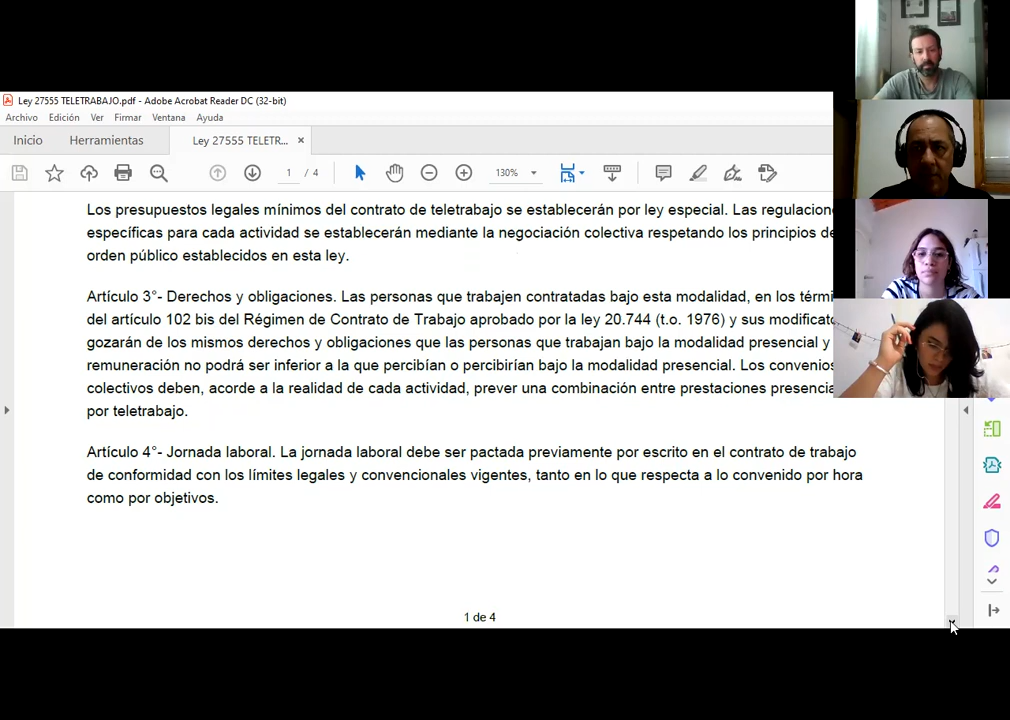 Ley 27555 TELETRABAJO.pdf - Adobe Acrobat Reader DC (32-bit)
Archivo Edición Ver Firmar Ventana Ayuda
Inicio Herramientas Ley 27555 TELETR... ×
1 / 4 130%
Los presupuestos legales mínimos del contrato de teletrabajo se establecerán por ley especial. Las
específicas para cada actividad se establecerán mediante la negociación colectiva respetando los principios de
orden público establecidos en esta ley.
Artículo 3°- Derechos y obligaciones. Las personas que trabajen contratadas bajo esta modalidad, en los
del artículo 102 bis del Régimen de Contrato de Trabajo aprobado por la ley 20.744 (t.o. 1976) y sus
gozarán de los mismos derechos y obligaciones que las personas que trabajan bajo la modalidad presencial y
remuneración no podrá ser inferior a la que percibían o percibirían bajo la modalidad presencial. Los convenios
colectivos deben, acorde a la realidad de cada actividad, prever una combinación entre prestaciones
por teletrabajo.
Artículo 4°- Jornada laboral. La jornada laboral debe ser pactada previamente por escrito en el contrato de trabajo
de conformidad con los límites legales y convencionales vigentes, tanto en lo que respecta a lo convenido por hora
como por objetivos.
1 de 4